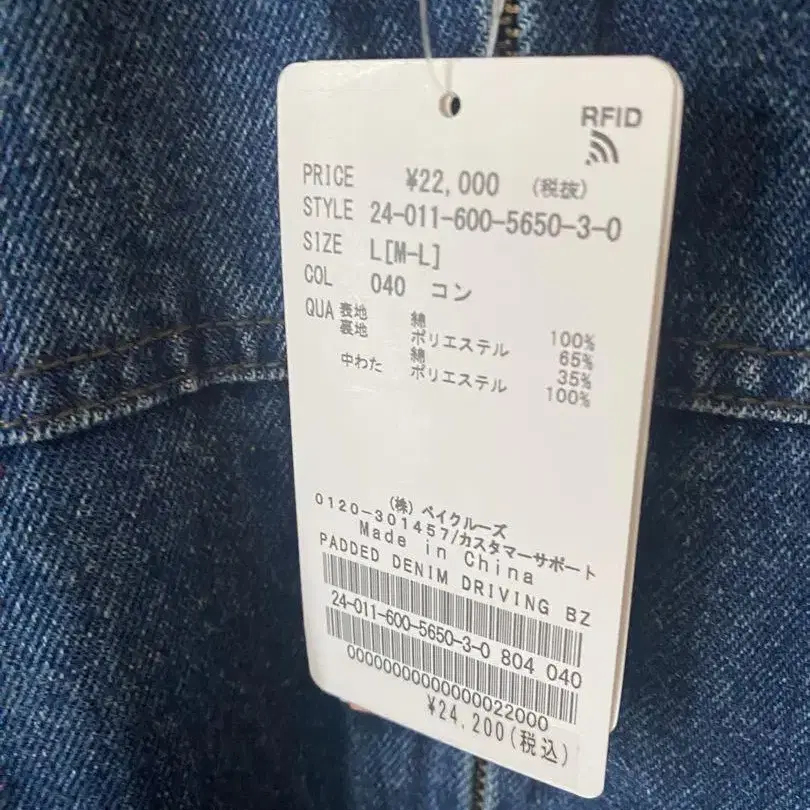 RFID
PRICE ¥22,000 (税抜)
STYLE 24-011-600-5650-3-0
SIZE L[M-L]
COL 040 コン
QUA 表地 綿 100%
裏地 ポリエステル 65%
綿 35%
中わた ポリエステル 100%
(株) ベイクルーズ
0120-301457/カスタマーサポート
Made in China
PADDED DENIM DRIVING BZ
24-011-600-5650-3-0 804 040
00000000000000022000
¥24,200(税込)